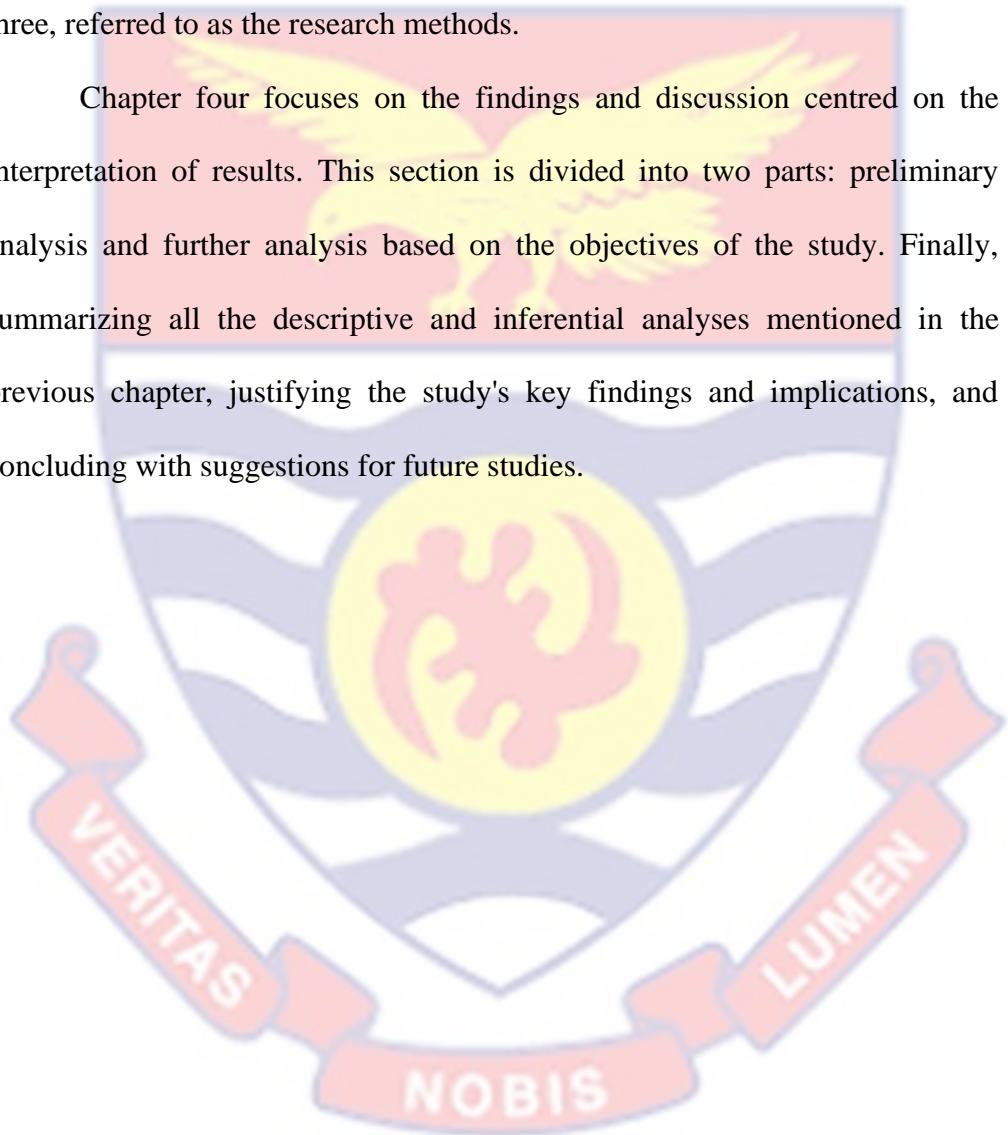 three, referred to as the research methods.
Chapter four focuses on the findings and discussion centred on the
interpretation of results. This section is divided into two parts: preliminary
analysis and further analysis based on the objectives of the study. Finally,
summarizing all the descriptive and inferential analyses mentioned in the
previous chapter, justifying the study's key findings and implications, and
concluding with suggestions for future studies.
VERITAS
NOBIS
LUMEN